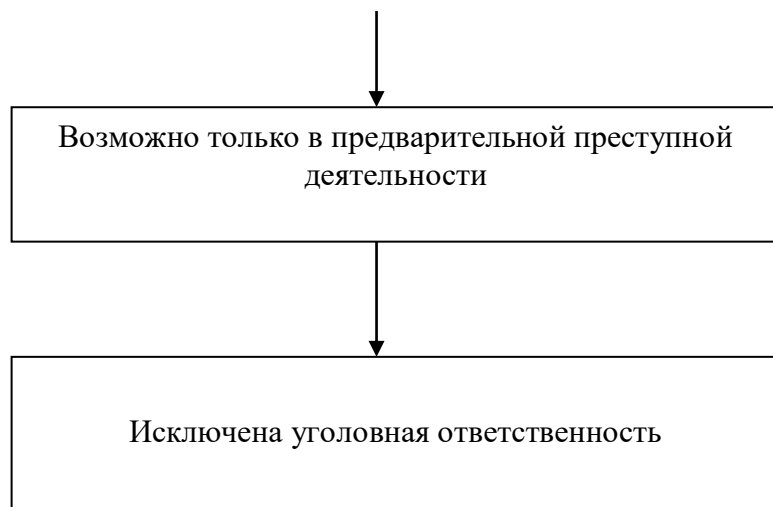 Возможно только в предварительной преступной
деятельности
Исключена уголовная ответственность